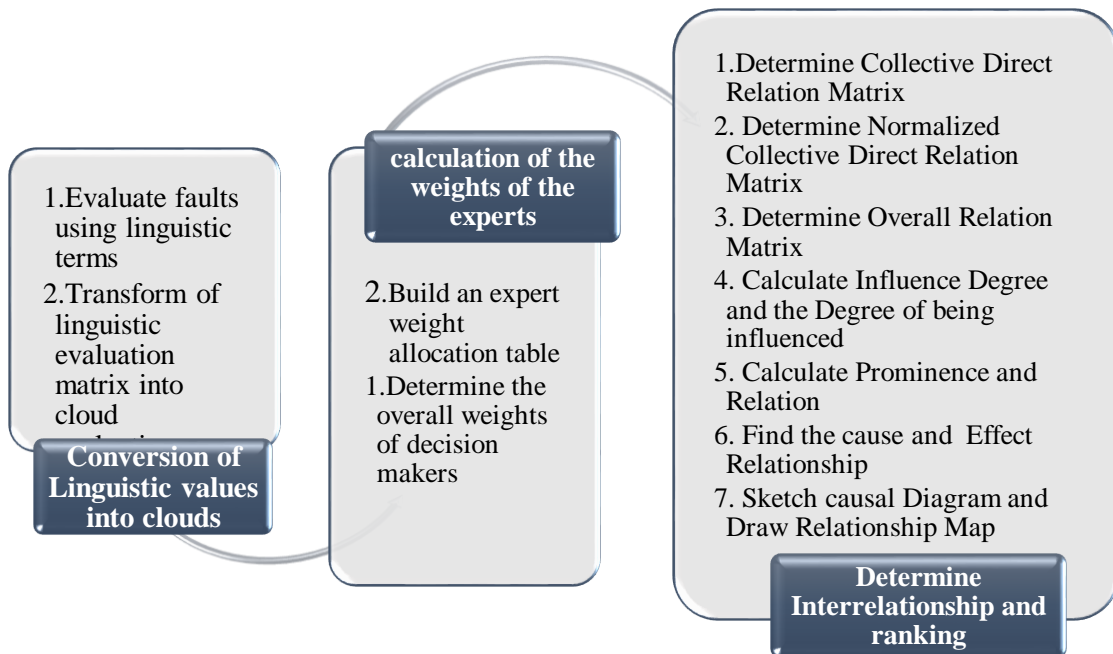 1.Evaluate faults
using linguistic
terms
2.Transform of
linguistic
evaluation
matrix into
cloud
Conversion of
Linguistic values
into clouds
calculation of the
weights of the
experts
2.Build an expert
weight
allocation table
1.Determine the
overall weights
of decision
makers
1.Determine Collective Direct
Relation Matrix
2. Determine Normalized
Collective Direct Relation
Matrix
3. Determine Overall Relation
Matrix
4. Calculate Influence Degree
and the Degree of being
influenced
5. Calculate Prominence and
Relation
6. Find the cause and Effect
Relationship
7. Sketch causal Diagram and
Draw Relationship Map
Determine
Interrelationship and
ranking